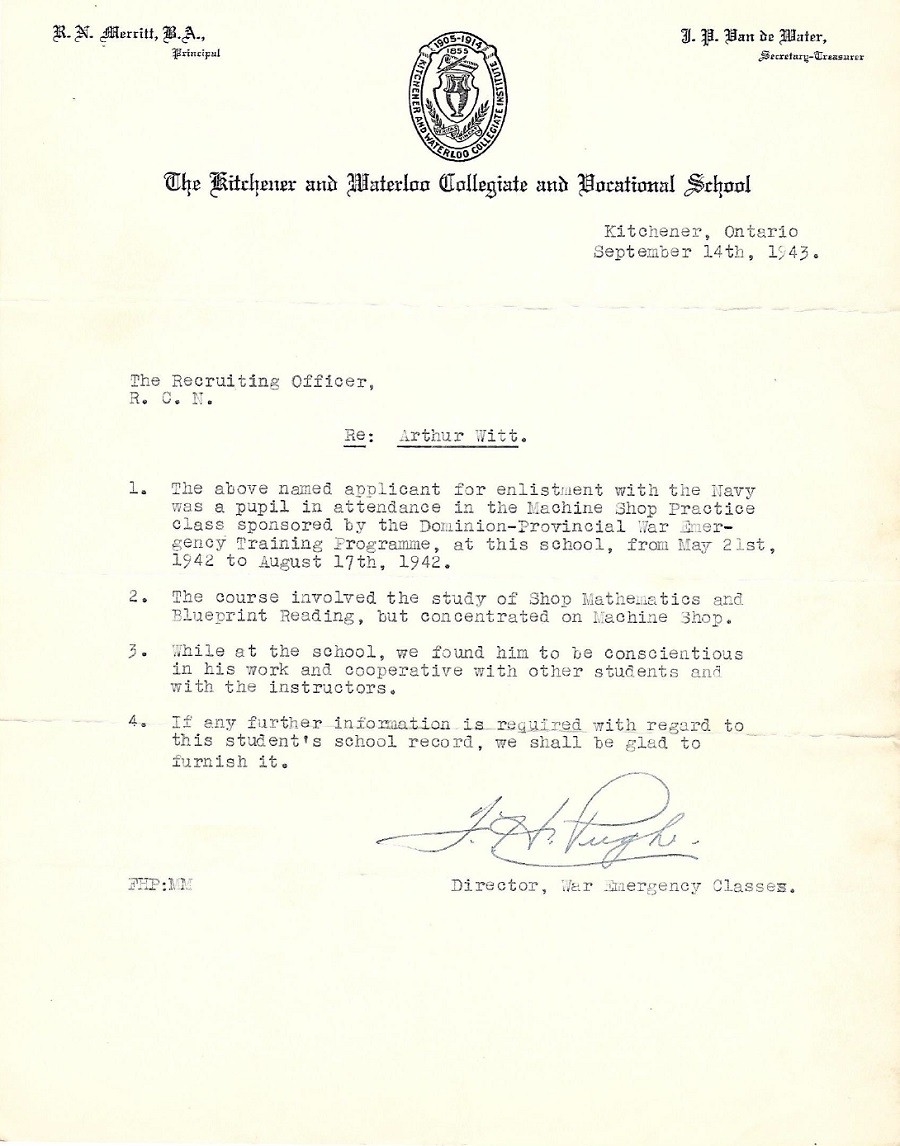 R. N. Merritt, B.A.,
Principal
J. P. Van de Water,
Secretary-Treasurer
1905-1914
1855
KITCHENER AND WATERLOO COLLEGIATE INSTITUTE
The Kitchener and Waterloo Collegiate and Vocational School
Kitchener, Ontario
September 14th, 1943.
The Recruiting Officer,
R. C. N.
Re: Arthur Witt.
1. The above named applicant for enlistment with the Navy
was a pupil in attendance in the Machine Shop Practice
class sponsored by the Dominion-Provincial War Emer-
gency Training Programme, at this school, from May 21st,
1942 to August 17th, 1942.
2. The course involved the study of Shop Mathematics and
Blueprint Reading, but concentrated on Machine Shop.
3. While at the school, we found him to be conscientious
in his work and cooperative with other students and
with the instructors.
4. If any further information is required with regard to
this student's school record, we shall be glad to
furnish it.
F. H. Pughe.
FHP:MM
Director, War Emergency Classes.